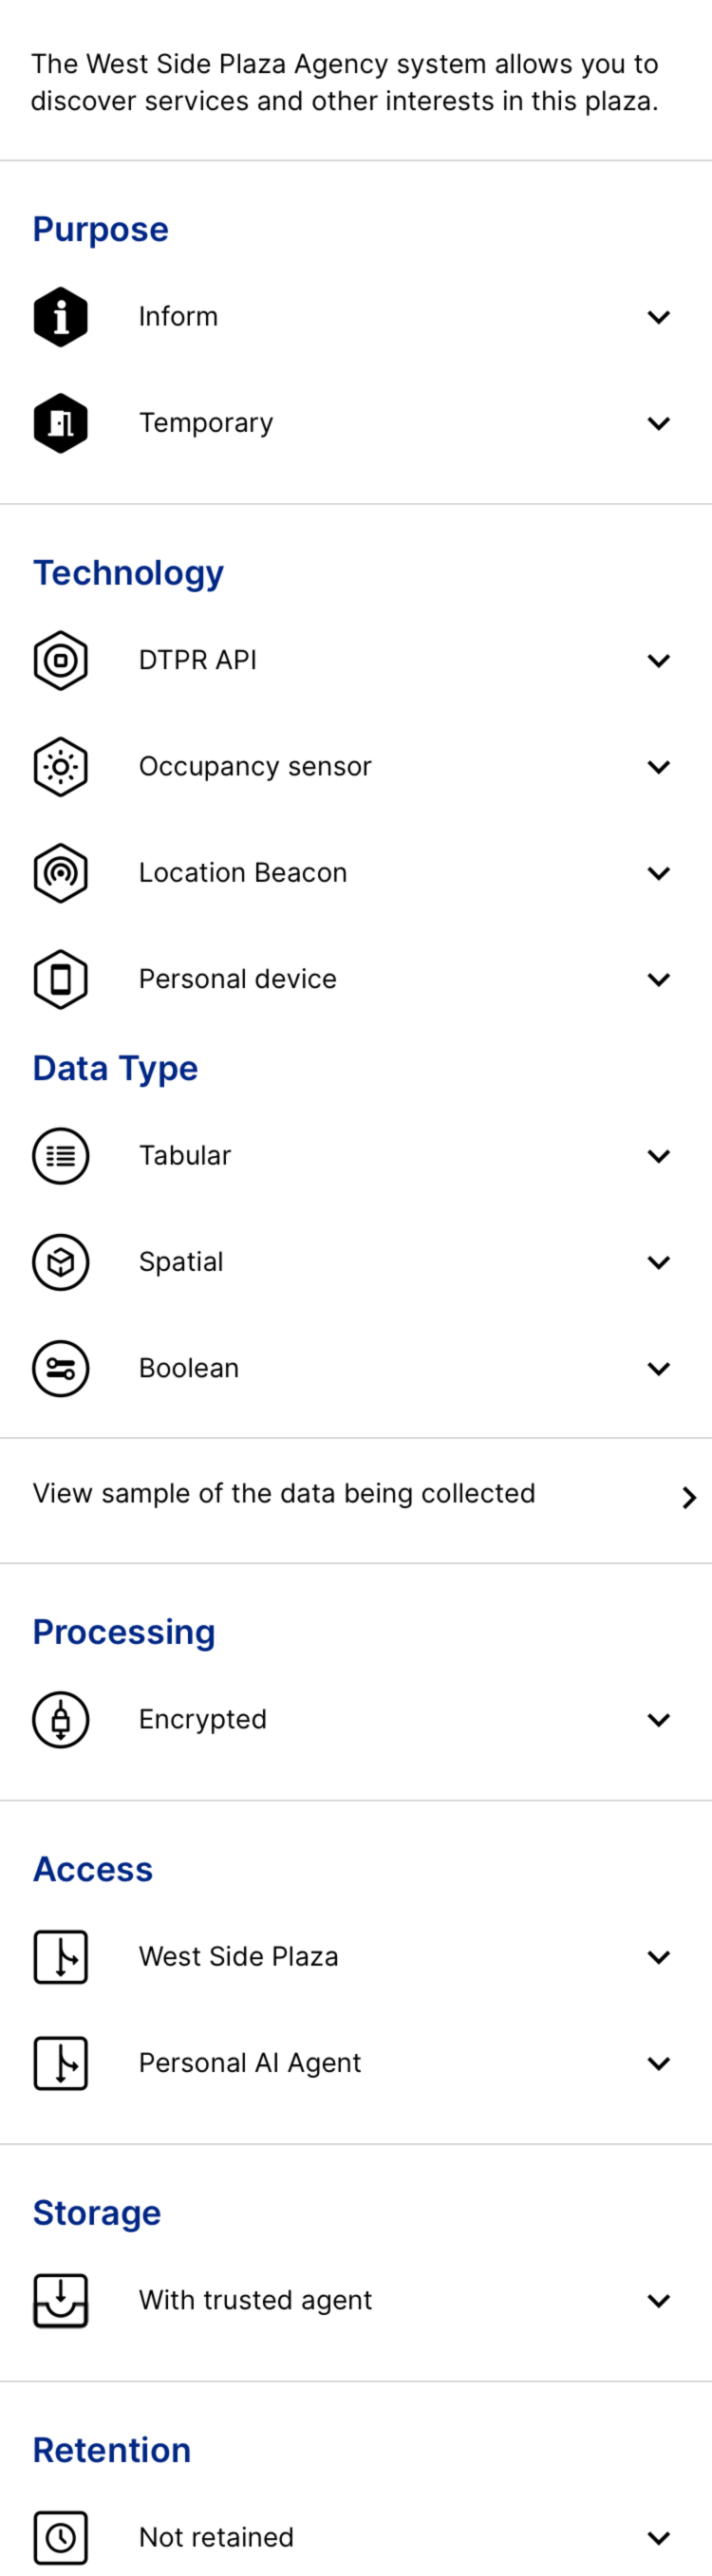 The West Side Plaza Agency system allows you to
discover services and other interests in this plaza.
Purpose
Inform
Temporary
Technology
DTPR API
Occupancy sensor
Location Beacon
Personal device
Data Type
Tabular
Spatial
Boolean
View sample of the data being collected
Processing
Encrypted
Access
West Side Plaza
Personal AI Agent
Storage
With trusted agent
Retention
Not retained